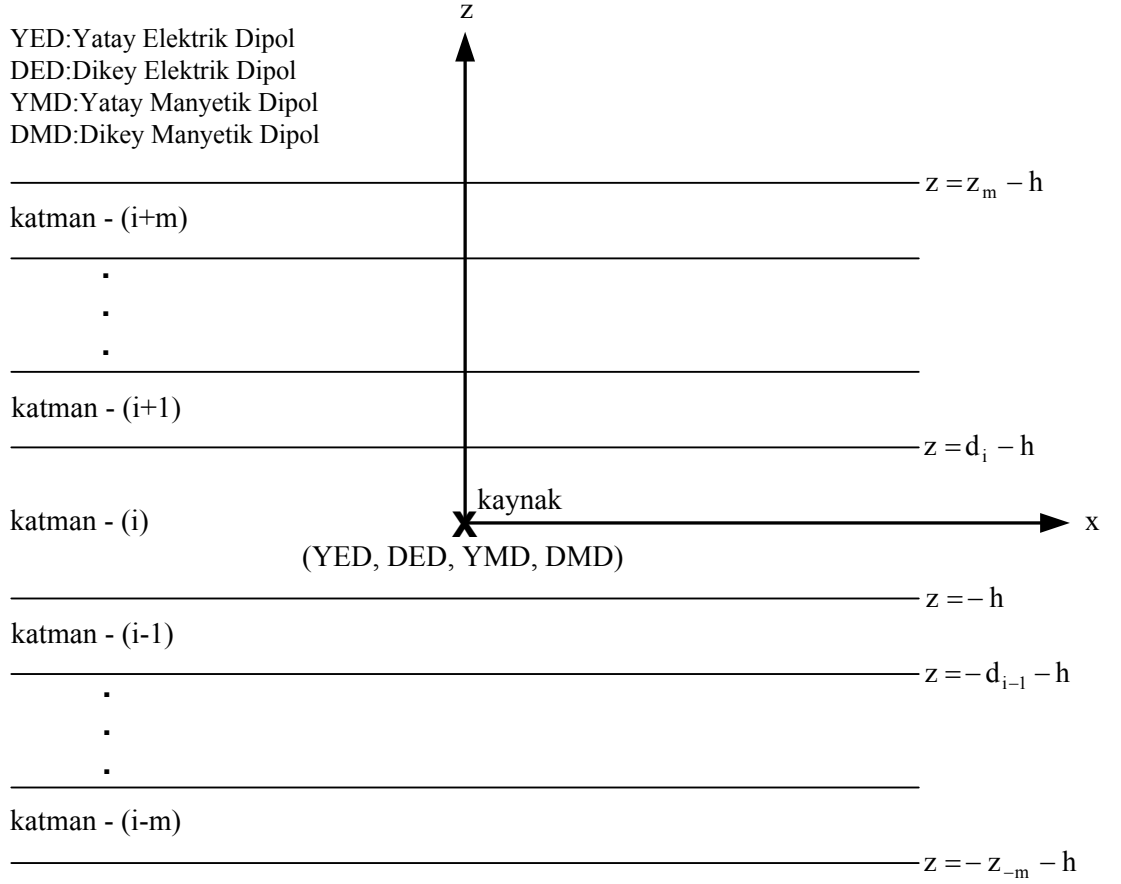 z
YED:Yatay Elektrik Dipol
DED:Dikey Elektrik Dipol
YMD:Yatay Manyetik Dipol
DMD:Dikey Manyetik Dipol
z = z_m − h
katman - (i+m)
katman - (i+1)
z = d_i − h
kaynak
katman - (i)
x
(YED, DED, YMD, DMD)
z = − h
katman - (i-1)
z = − d_{i−1} − h
katman - (i-m)
z = − z_{−m} − h